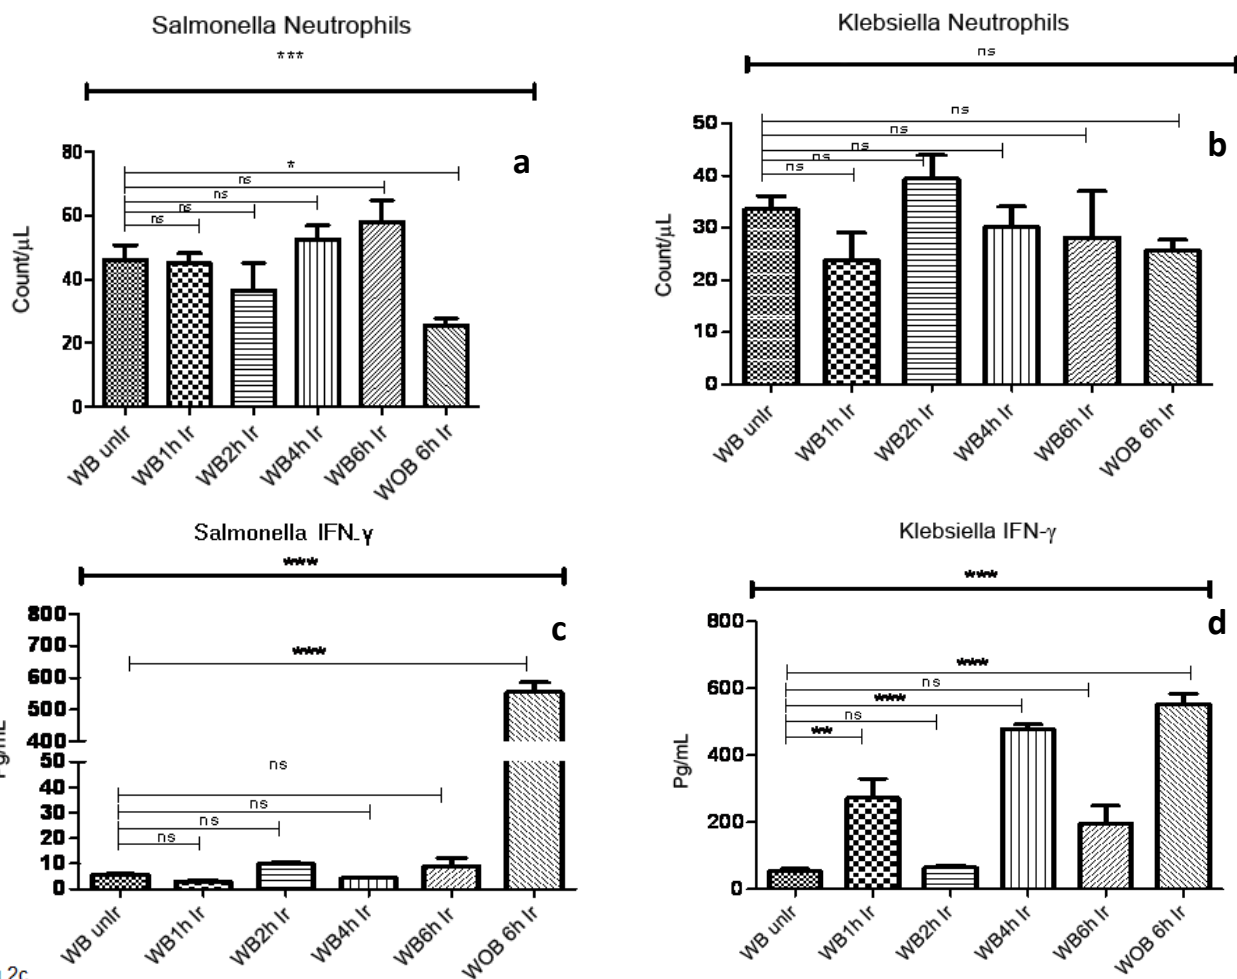 Salmonella Neutrophils
***
a
80
60
40
20
0
Count/μL
*
ns
ns
ns
ns
WB unIr
WB1h Ir
WB2h Ir
WB4h Ir
WB6h Ir
WOB 6h Ir
Klebsiella Neutrophils
ns
b
50
40
30
20
10
0
Count/μL
ns
ns
ns
ns
ns
WB unIr
WB1h Ir
WB2h Ir
WB4h Ir
WB6h Ir
WOB 6h Ir
Salmonella IFN-γ
***
c
800
700
600
500
400
50
40
30
20
10
0
Pg/mL
***
ns
ns
ns
ns
WB unIr
WB1h Ir
WB2h Ir
WB4h Ir
WB6h Ir
WOB 6h Ir
Klebsiella IFN-γ
***
d
800
600
400
200
0
Pg/mL
***
ns
***
ns
**
WB unIr
WB1h Ir
WB2h Ir
WB4h Ir
WB6h Ir
WOB 6h Ir
2c